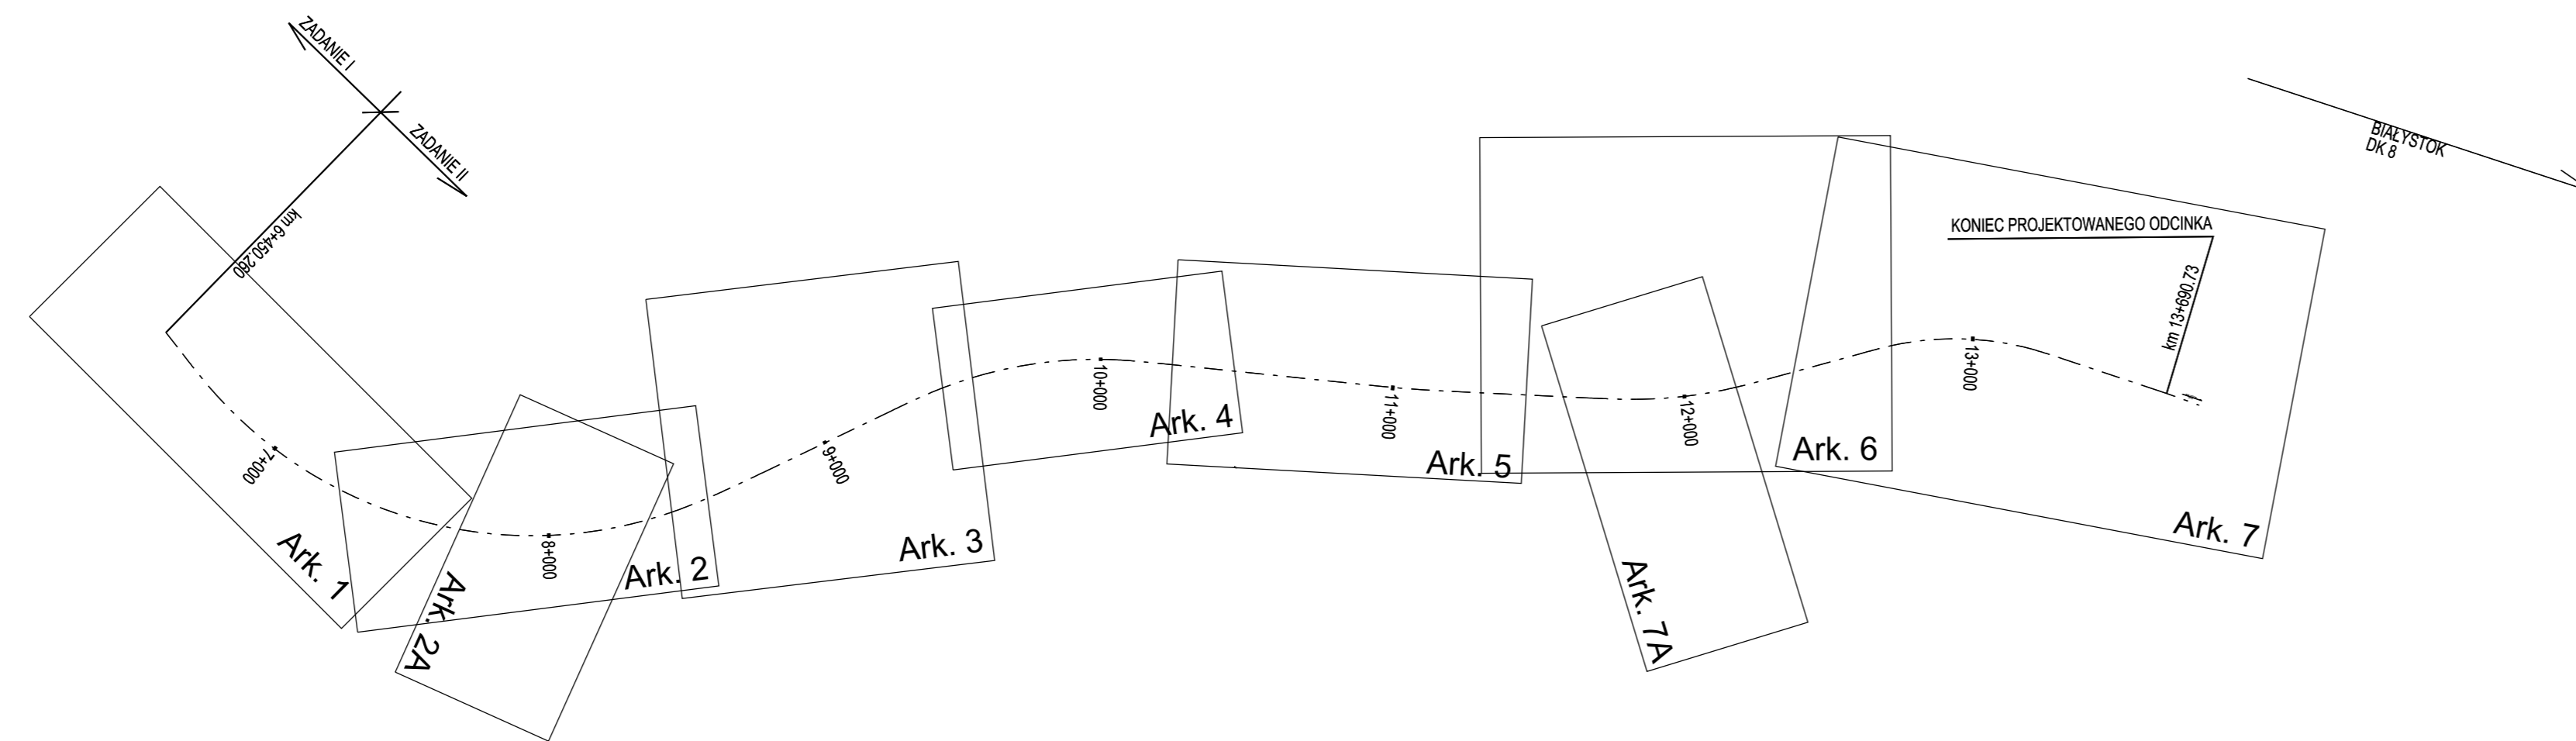 ZADANIE I
ZADANIE II
km 6+450.260
BIAŁYSTOK
DK 8
KONIEC PROJEKTOWANEGO ODCINKA
km 13+690.73
7+000
8+000
9+000
10+000
11+000
12+000
13+000
Ark. 1
Ark. 2A
Ark. 2
Ark. 3
Ark. 4
Ark. 5
Ark. 7A
Ark. 6
Ark. 7